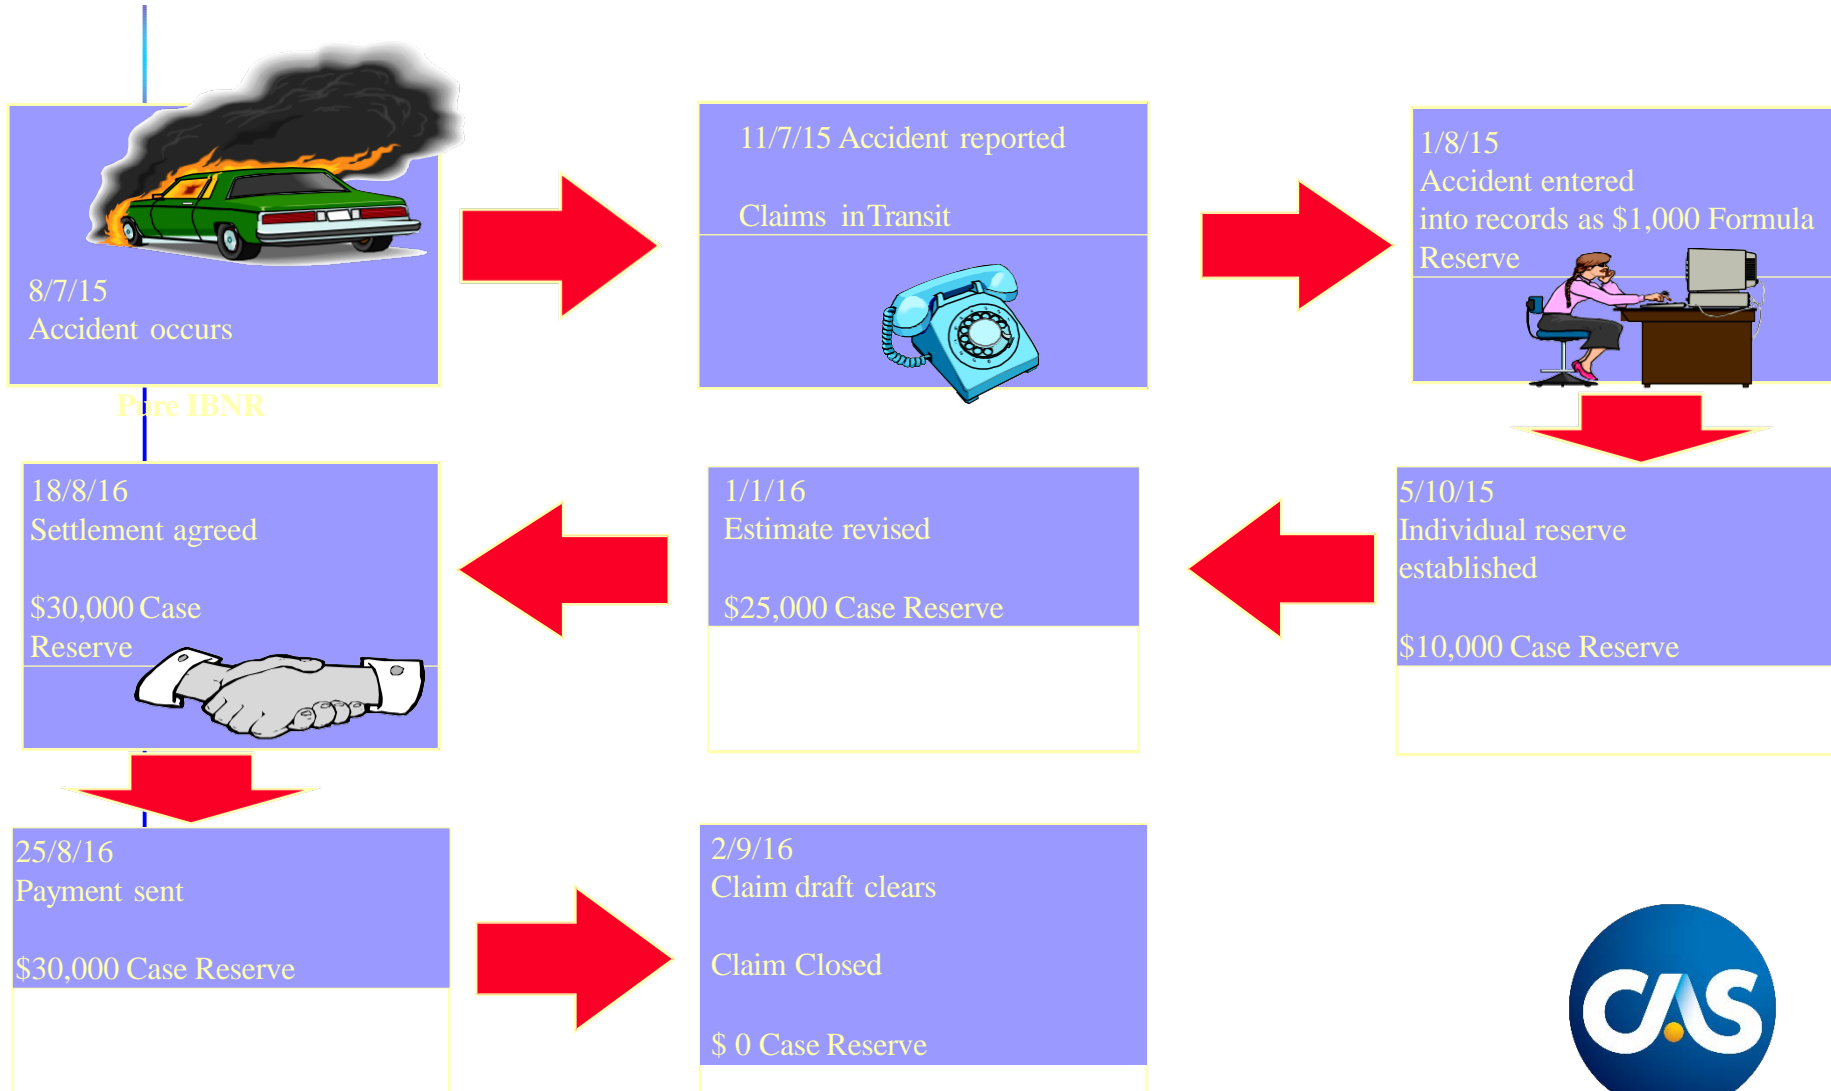 8/7/15
Accident occurs
Pure IBNR
11/7/15 Accident reported
Claims in Transit
1/8/15
Accident entered
into records as $1,000 Formula
Reserve
5/10/15
Individual reserve
established
$10,000 Case Reserve
1/1/16
Estimate revised
$25,000 Case Reserve
18/8/16
Settlement agreed
$30,000 Case
Reserve
25/8/16
Payment sent
$30,000 Case Reserve
2/9/16
Claim draft clears
Claim Closed
$ 0 Case Reserve
CAS